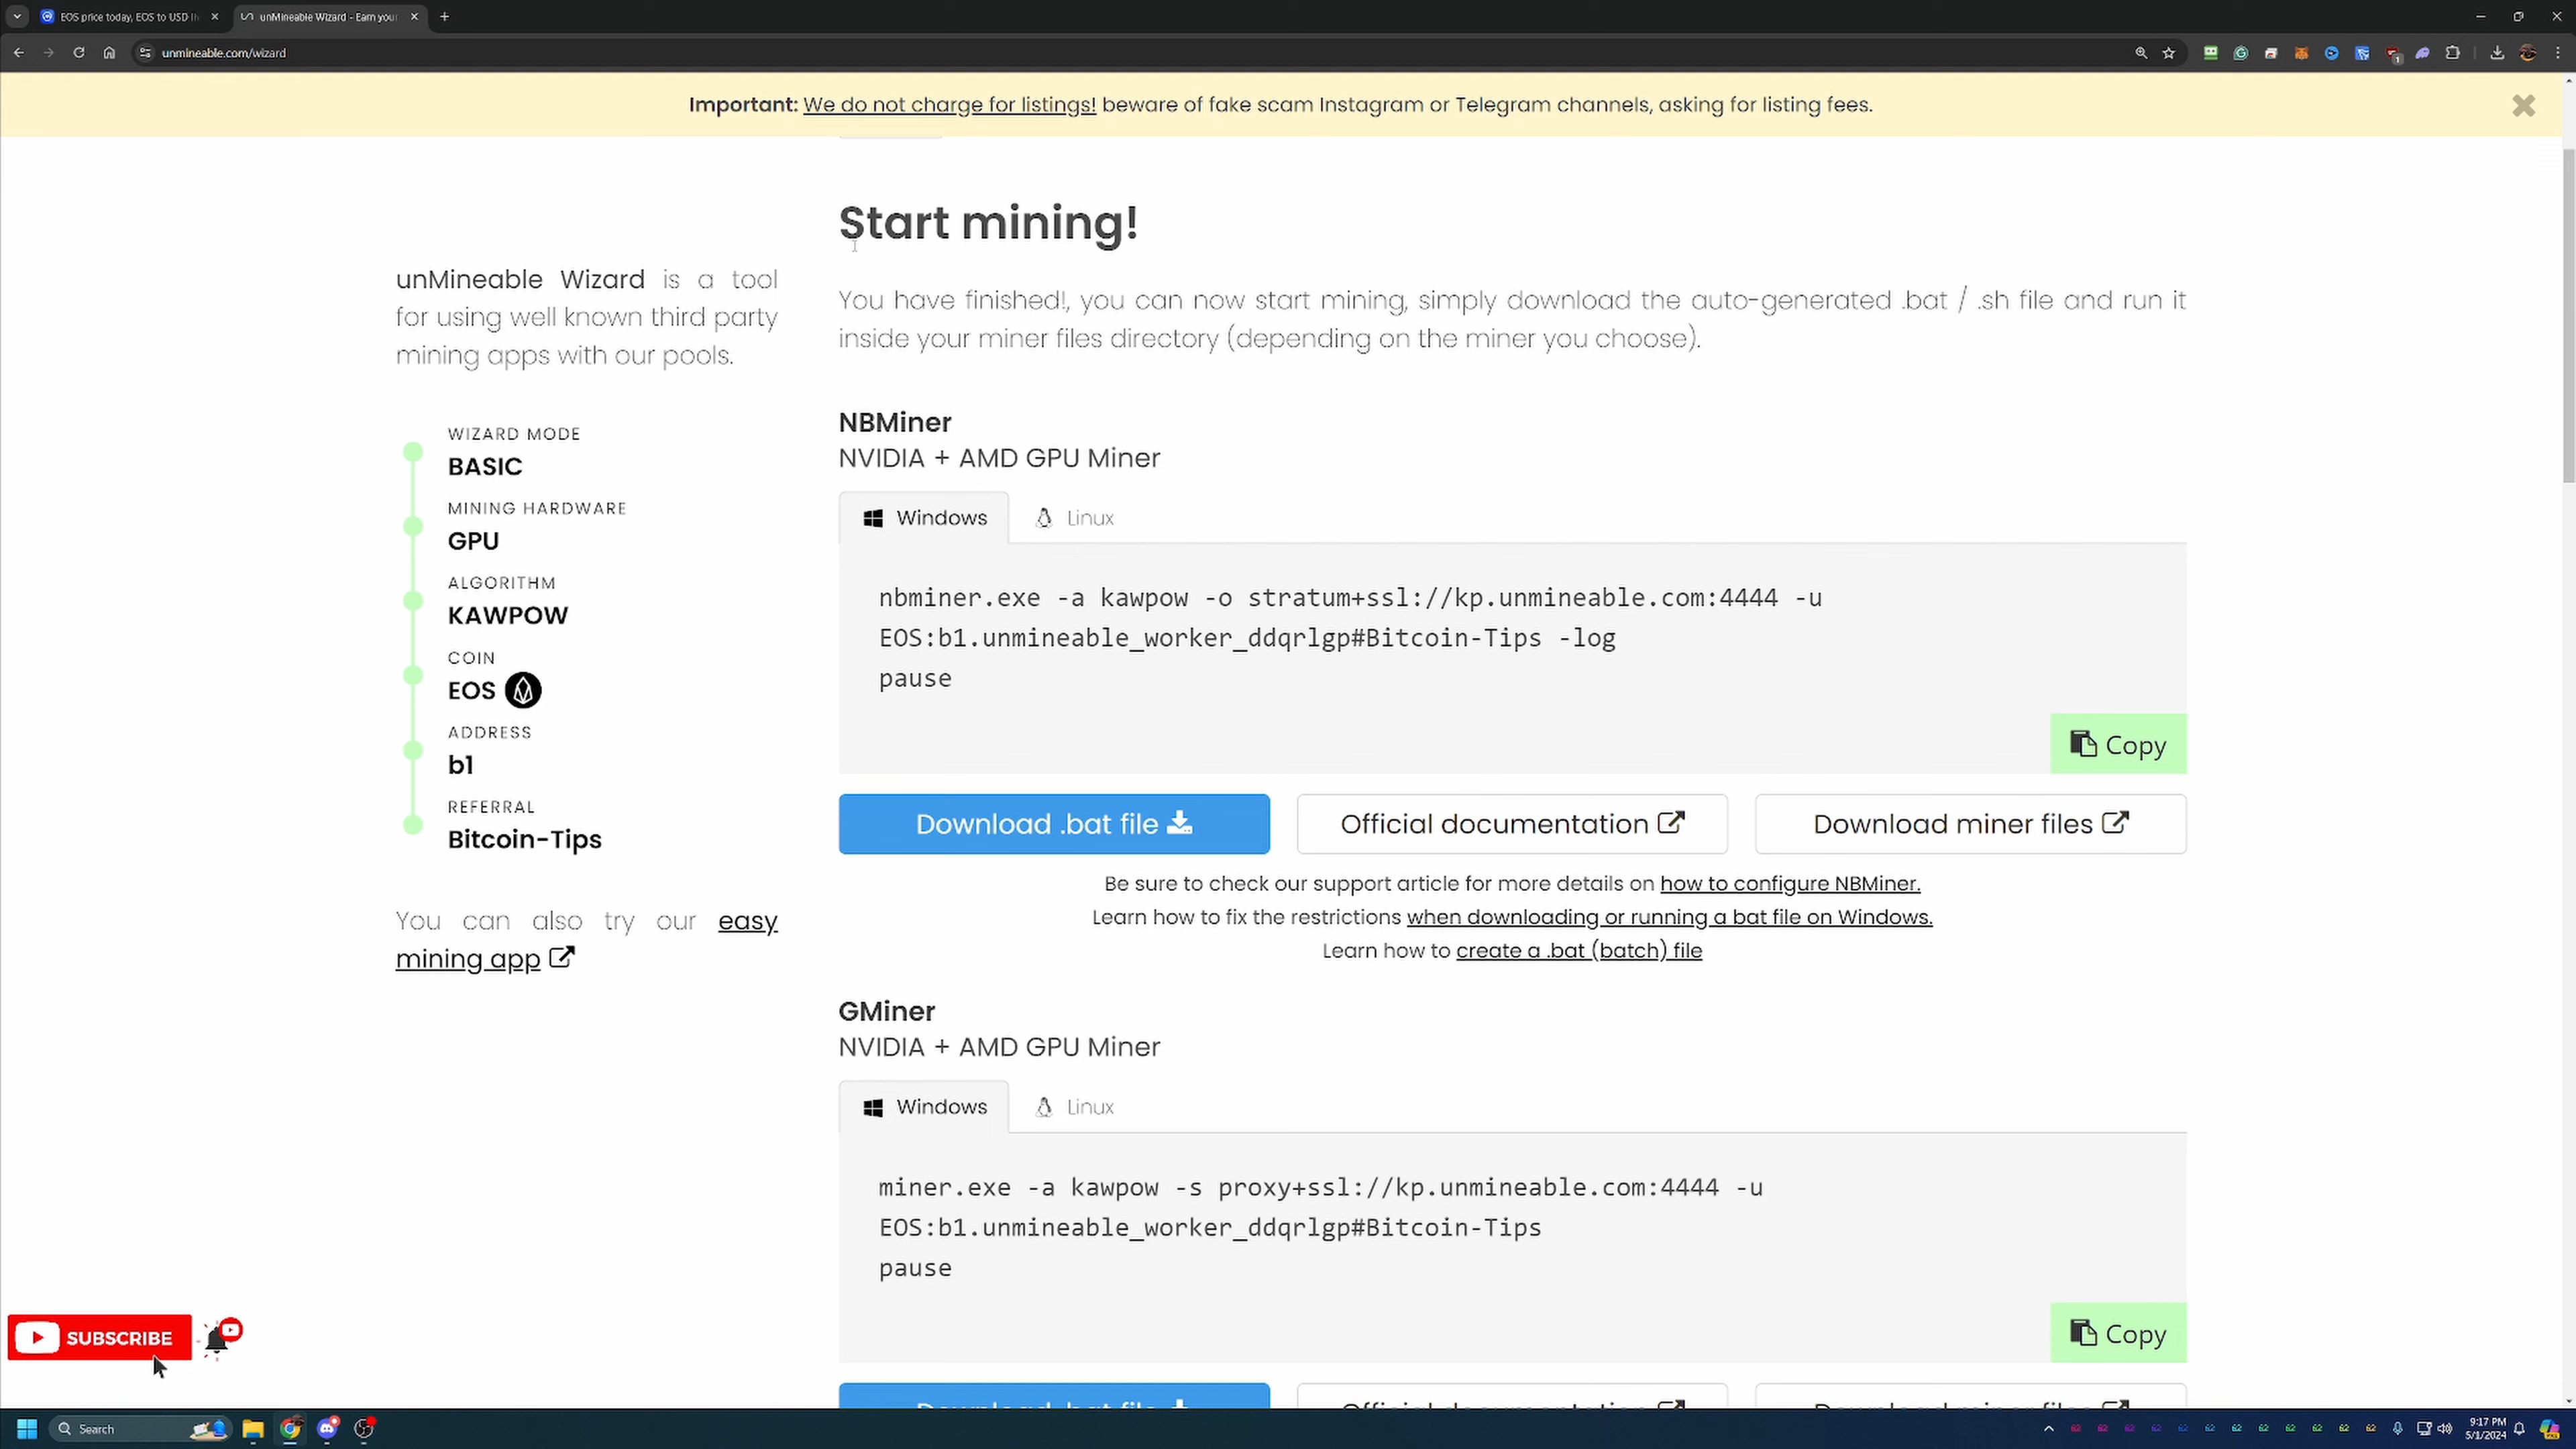 EOS price today, EOS to USD li
unMineable Wizard - Earn your
unmineable.com/wizard
Important: We do not charge for listings! beware of fake scam Instagram or Telegram channels, asking for listing fees.
Start mining!
You have finished!, you can now start mining, simply download the auto-generated .bat / .sh file and run it
inside your miner files directory (depending on the miner you choose).
unMineable Wizard is a tool
for using well known third party
mining apps with our pools.
WIZARD MODE
BASIC
MINING HARDWARE
GPU
ALGORITHM
KAWPOW
COIN
EOS
ADDRESS
b1
REFERRAL
Bitcoin-Tips
You can also try our easy
mining app
NBMiner
NVIDIA + AMD GPU Miner
Windows
Linux
nbminer.exe -a kawpow -o stratum+ssl://kp.unmineable.com:4444 -u
EOS:b1.unmineable_worker_ddqrlgp#Bitcoin-Tips -log
pause
Copy
Download .bat file
Official documentation
Download miner files
Be sure to check our support article for more details on how to configure NBMiner.
Learn how to fix the restrictions when downloading or running a bat file on Windows.
Learn how to create a .bat (batch) file
GMiner
NVIDIA + AMD GPU Miner
Windows
Linux
miner.exe -a kawpow -s proxy+ssl://kp.unmineable.com:4444 -u
EOS:b1.unmineable_worker_ddqrlgp#Bitcoin-Tips
pause
Copy
Download .bat file
Official documentation
Download miner files
SUBSCRIBE
Search
9:17 PM
5/1/2024